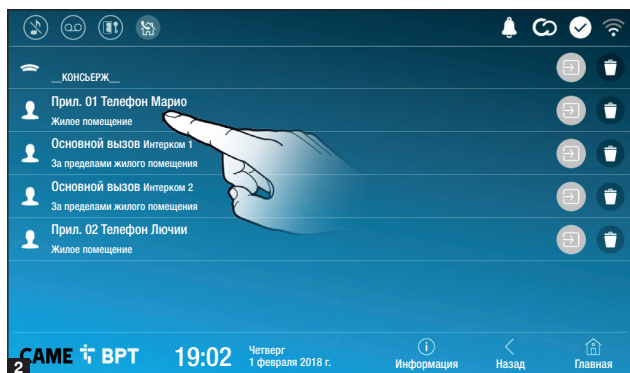 __КОНСЬЕРЖ__
Прил. 01 Телефон Марио
Жилое помещение
Основной вызов Интерком 1
За пределами жилого помещения
Основной вызов Интерком 2
За пределами жилого помещения
Прил. 02 Телефон Лючии
Жилое помещение
2
CAME BPT
19:02
Четверг
1 февраля 2018 г.
Информация
Назад
Главная